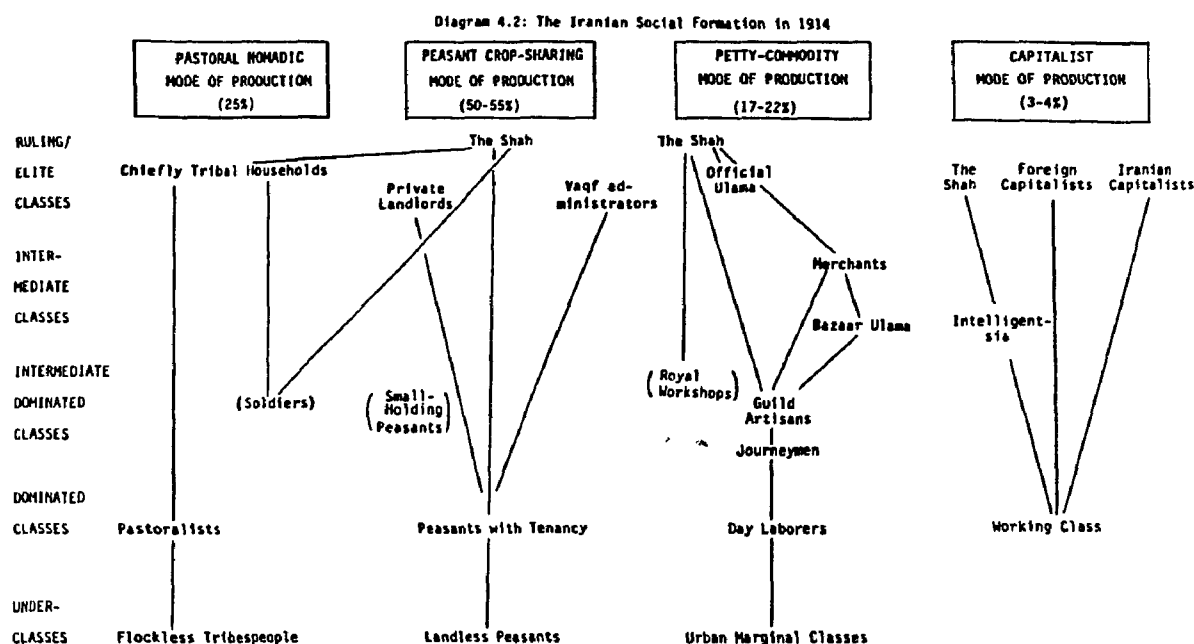 Diagram 4.2: The Iranian Social Formation in 1914
PASTORAL NOMADIC
MODE OF PRODUCTION
(25%)
PEASANT CROP-SHARING
MODE OF PRODUCTION
(50-55%)
PETTY-COMMODITY
MODE OF PRODUCTION
(17-22%)
CAPITALIST
MODE OF PRODUCTION
(3-4%)
RULING/
ELITE
CLASSES
The Shah
The Shah
Chiefly Tribal Households
Private
Landlords
Vaqf ad-
ministrators
Official
Ulama
The
Shah
Foreign
Capitalists
Iranian
Capitalists
INTER-
MEDIATE
CLASSES
Merchants
Bazaar Ulama
Intelligent-
sia
INTERMEDIATE
DOMINATED
CLASSES
(Soldiers)
(Small-
Holding
Peasants)
(Royal
Workshops)
Guild
Artisans
Journeymen
DOMINATED
CLASSES
Pastoralists
Peasants with Tenancy
Day Laborers
Working Class
UNDER-
CLASSES
Flockless Tribespeople
Landless Peasants
Urban Marginal Classes